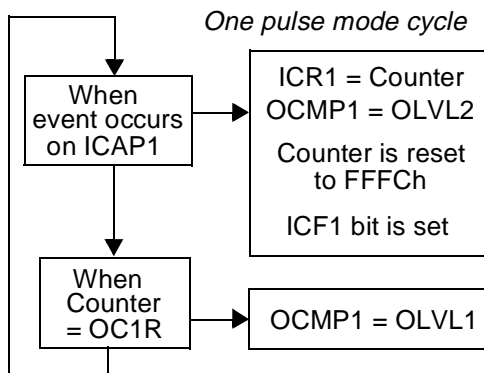 One pulse mode cycle
When
event occurs
on ICAP1
ICR1 = Counter
OCMP1 = OLVL2
Counter is reset
to FFFCh
ICF1 bit is set
When
Counter
= OC1R
OCMP1 = OLVL1